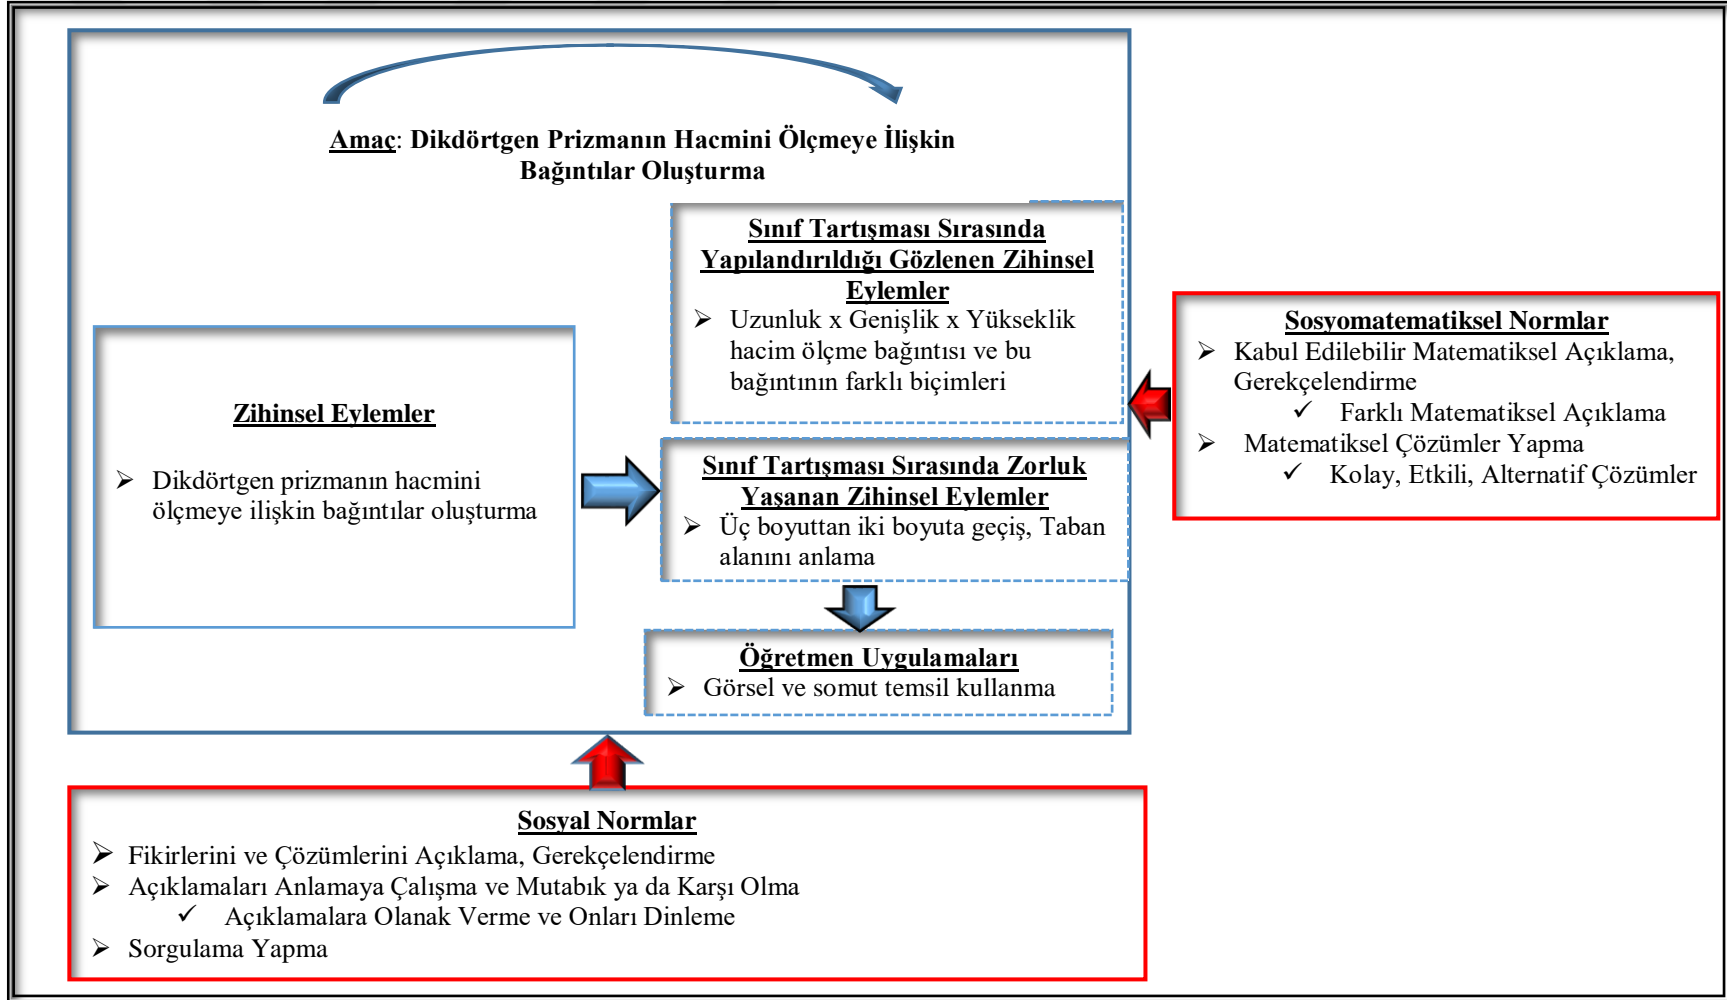 Amaç: Dikdörtgen Prizmanın Hacmini Ölçmeye İlişkin
Bağıntılar Oluşturma
Sınıf Tartışması Sırasında
Yapılandırıldığı Gözlenen Zihinsel
Eylemler
➢ Uzunluk x Genişlik x Yükseklik
hacim ölçme bağıntısı ve bu
bağıntının farklı biçimleri
Zihinsel Eylemler
➢ Dikdörtgen prizmanın hacmini
ölçmeye ilişkin bağıntılar oluşturma
Sınıf Tartışması Sırasında Zorluk
Yaşanan Zihinsel Eylemler
➢ Üç boyuttan iki boyuta geçiş, Taban
alanını anlama
Öğretmen Uygulamaları
➢ Görsel ve somut temsil kullanma
Sosyomatematiksel Normlar
➢ Kabul Edilebilir Matematiksel Açıklama,
Gerekçelendirme
✓ Farklı Matematiksel Açıklama
➢ Matematiksel Çözümler Yapma
✓ Kolay, Etkili, Alternatif Çözümler
Sosyal Normlar
➢ Fikirlerini ve Çözümlerini Açıklama, Gerekçelendirme
➢ Açıklamaları Anlamaya Çalışma ve Mutabık ya da Karşı Olma
✓ Açıklamalara Olanak Verme ve Onları Dinleme
➢ Sorgulama Yapma